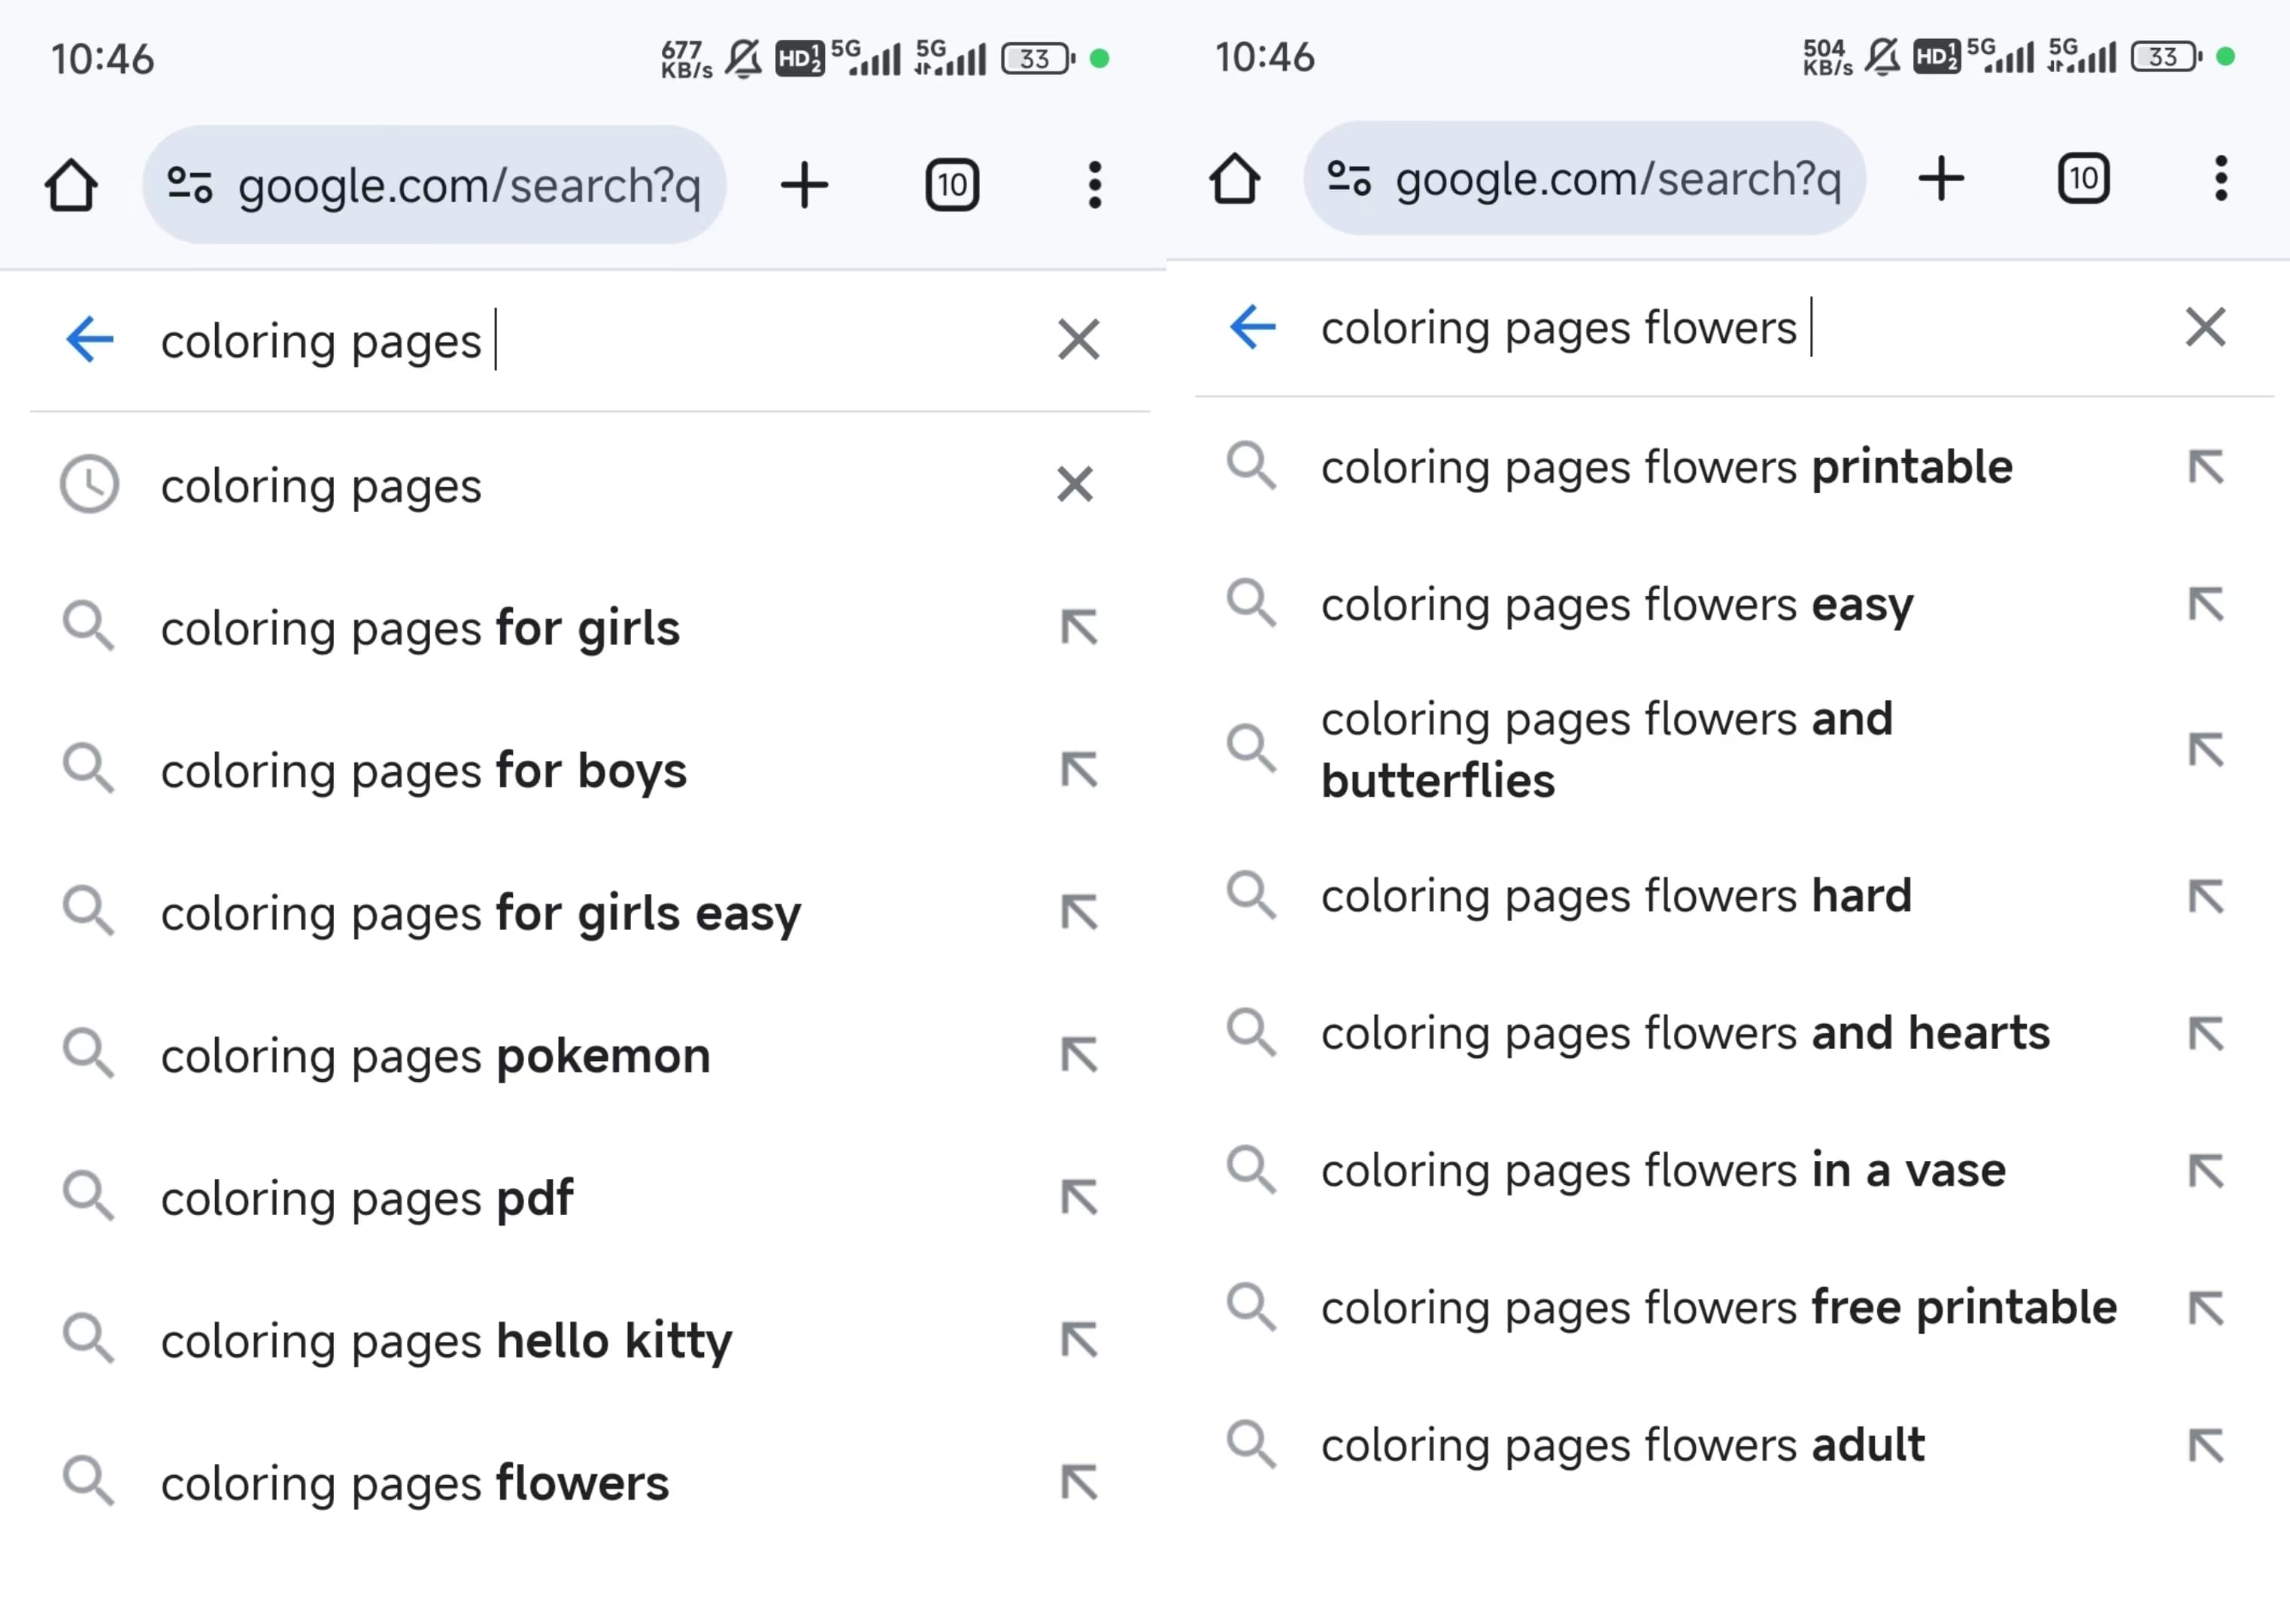 10:46
677
KB/s
HD 1 2
5G
5G
33
google.com/search?q
10
coloring pages
coloring pages
coloring pages for girls
coloring pages for boys
coloring pages for girls easy
coloring pages pokemon
coloring pages pdf
coloring pages hello kitty
coloring pages flowers
10:46
504
KB/s
HD 1 2
5G
5G
33
google.com/search?q
10
coloring pages flowers
coloring pages flowers printable
coloring pages flowers easy
coloring pages flowers and
butterflies
coloring pages flowers hard
coloring pages flowers and hearts
coloring pages flowers in a vase
coloring pages flowers free printable
coloring pages flowers adult